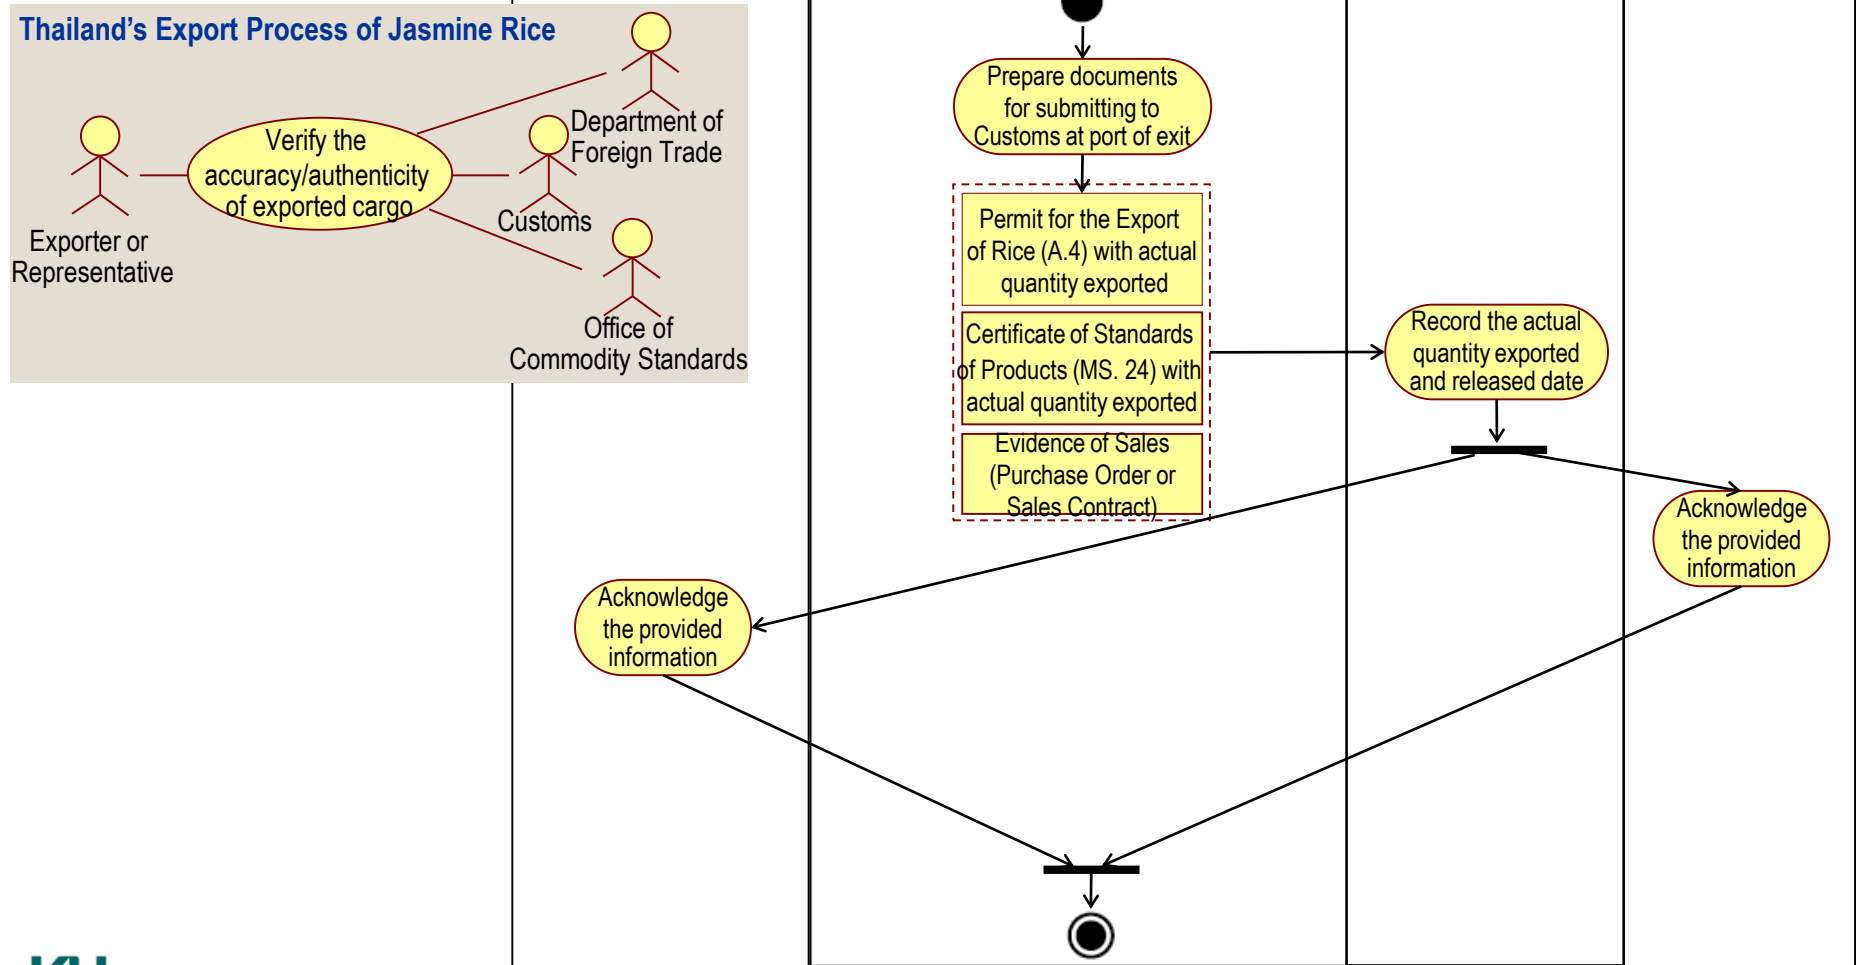 Thailand's Export Process of Jasmine Rice
Department of
Foreign Trade
Verify the
accuracy/authenticity
of exported cargo
Customs
Exporter or
Representative
Office of
Commodity Standards
Prepare documents
for submitting to
Customs at port of exit
Permit for the Export
of Rice (A.4) with actual
quantity exported
Certificate of Standards
of Products (MS. 24) with
actual quantity exported
Evidence of Sales
(Purchase Order or
Sales Contract)
Record the actual
quantity exported
and released date
Acknowledge
the provided
information
Acknowledge
the provided
information